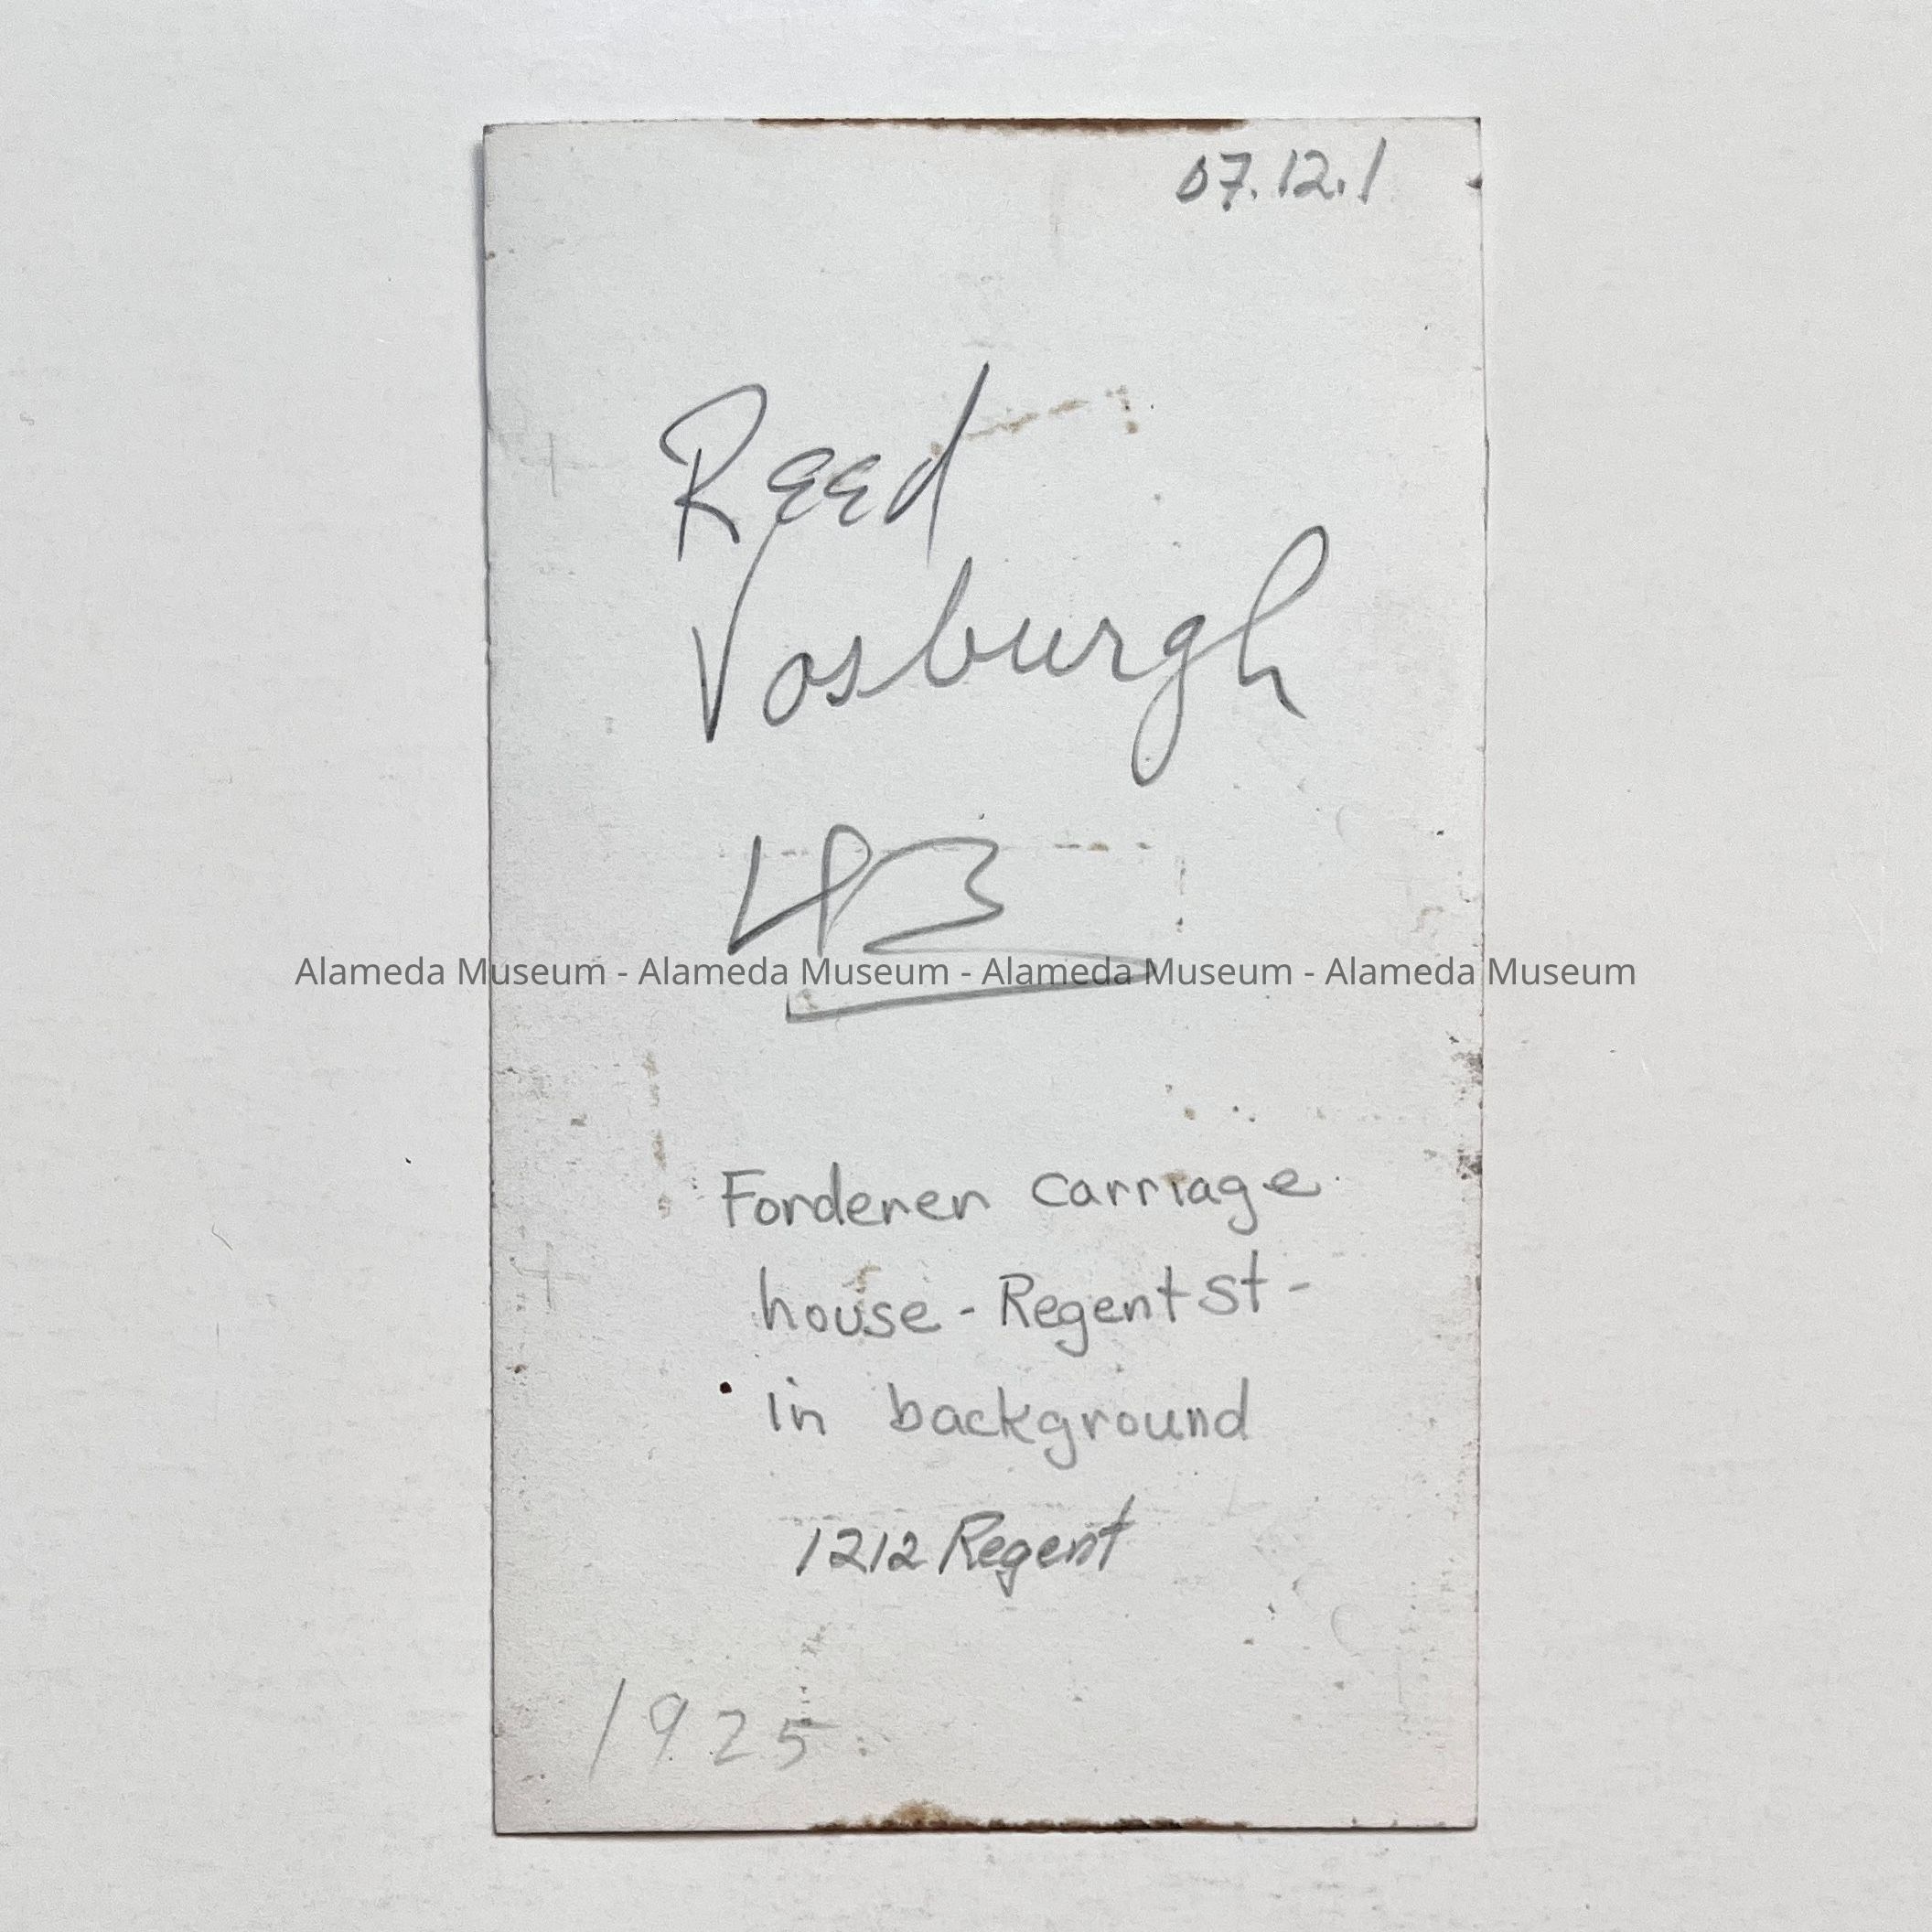 07.12.1
Reed
Vosburgh
43
Alameda Museum - Alameda Museum - Alameda Museum - Alameda Museum
Forderer Carriage
house - Regent St -
in background
1212 Regent
1925